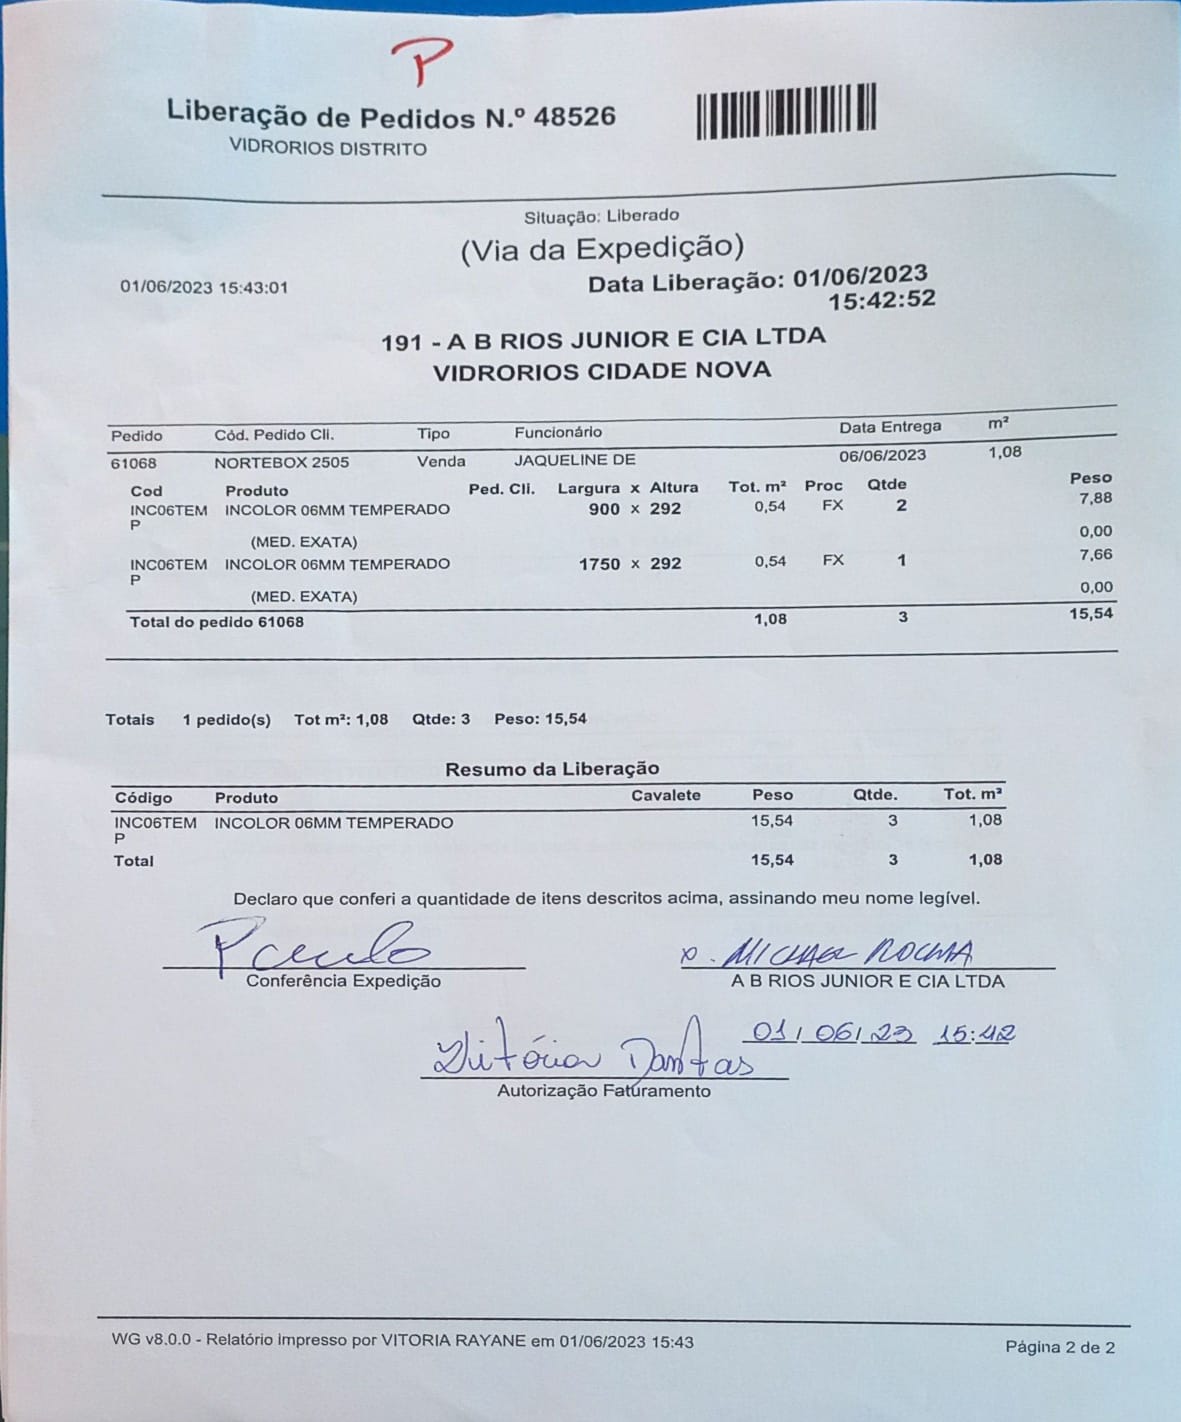 P
Liberação de Pedidos N.º 48526
VIDRORIOS DISTRITO
Situação: Liberado
(Via da Expedição)
01/06/2023 15:43:01
Data Liberação: 01/06/2023
15:42:52
191 - A B RIOS JUNIOR E CIA LTDA
VIDRORIOS CIDADE NOVA
Pedido Cód. Pedido Cli. Tipo Funcionário Data Entrega m²
61068 NORTEBOX 2505 Venda JAQUELINE DE 06/06/2023 1,08
Cod Produto Ped. Cli. Largura x Altura Tot. m² Proc Qtde Peso
INC06TEM INCOLOR 06MM TEMPERADO 900 x 292 0,54 FX 2 7,88
P
(MED. EXATA) 0,00
INC06TEM INCOLOR 06MM TEMPERADO 1750 x 292 0,54 FX 1 7,66
P
(MED. EXATA) 0,00
Total do pedido 61068 1,08 3 15,54
Totais 1 pedido(s) Tot m²: 1,08 Qtde: 3 Peso: 15,54
Resumo da Liberação
Código Produto Cavalete Peso Qtde. Tot. m²
INC06TEM INCOLOR 06MM TEMPERADO 15,54 3 1,08
P
Total 15,54 3 1,08
Declaro que conferi a quantidade de itens descritos acima, assinando meu nome legível.
Paulo
x. MICHAEL ROCHA
Conferência Expedição
A B RIOS JUNIOR E CIA LTDA
01/06/23 15:42
Vitória Dantas
Autorização Faturamento
WG v8.0.0 - Relatório impresso por VITORIA RAYANE em 01/06/2023 15:43
Página 2 de 2